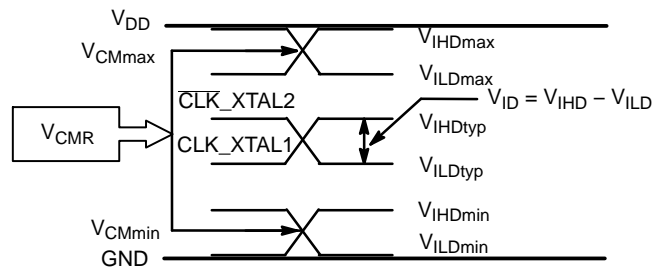 VDD
VIHDmax
VCMmax
VILDmax
CLK_XTAL2
VID = VIHD − VILD
VIHDtyp
VCMR
CLK_XTAL1
VILDtyp
VIHDmin
VCMmin
VILDmin
GND